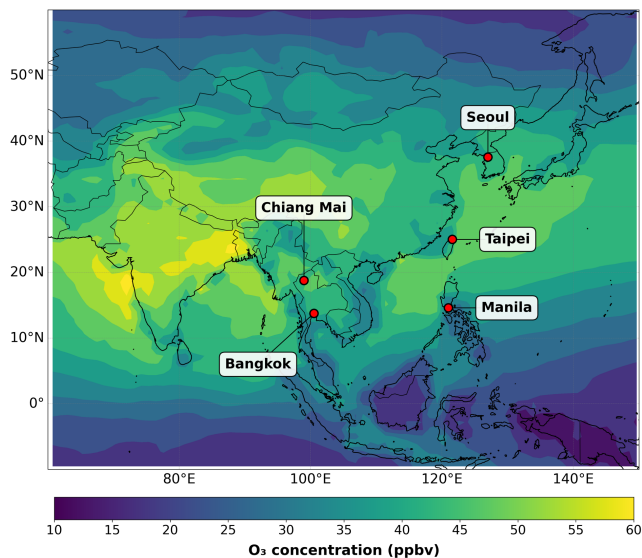 50°N
40°N
30°N
20°N
10°N
0°
Seoul
Chiang Mai
Taipei
Manila
Bangkok
80°E 100°E 120°E 140°E
10 15 20 25 30 35 40 45 50 55 60
O₃ concentration (ppbv)